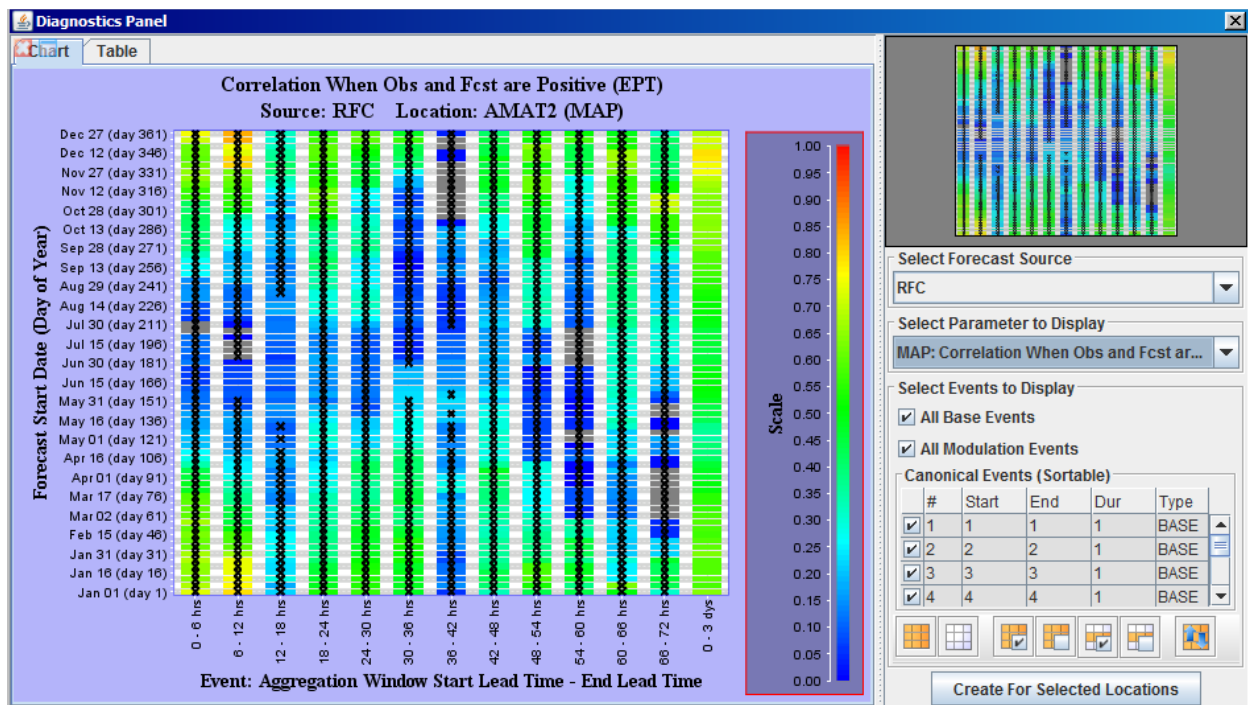 Diagnostics Panel
Chart
Table
Correlation When Obs and Fcst are Positive (EPT)
Source: RFC Location: AMAT2 (MAP)
Forecast Start Date (Day of Year)
Dec 27 (day 361)
Dec 12 (day 346)
Nov 27 (day 331)
Nov 12 (day 316)
Oct 28 (day 301)
Oct 13 (day 286)
Sep 28 (day 271)
Sep 13 (day 256)
Aug 29 (day 241)
Aug 14 (day 226)
Jul 30 (day 211)
Jul 15 (day 196)
Jun 30 (day 181)
Jun 15 (day 166)
May 31 (day 151)
May 16 (day 136)
May 01 (day 121)
Apr 16 (day 106)
Apr 01 (day 91)
Mar 17 (day 76)
Mar 02 (day 61)
Feb 15 (day 46)
Jan 31 (day 31)
Jan 16 (day 16)
Jan 01 (day 1)
0 - 6 hrs
6 - 12 hrs
12 - 18 hrs
18 - 24 hrs
24 - 30 hrs
30 - 36 hrs
36 - 42 hrs
42 - 48 hrs
48 - 54 hrs
54 - 60 hrs
60 - 66 hrs
66 - 72 hrs
0 - 3 dys
Event: Aggregation Window Start Lead Time - End Lead Time
Scale
1.00
0.95
0.90
0.85
0.80
0.75
0.70
0.65
0.60
0.55
0.50
0.45
0.40
0.35
0.30
0.25
0.20
0.15
0.10
0.05
0.00
Select Forecast Source
RFC
Select Parameter to Display
MAP: Correlation When Obs and Fcst ar...
Select Events to Display
All Base Events
All Modulation Events
Canonical Events (Sortable)
# Start End Dur Type
1 1 1 1 BASE
2 2 2 1 BASE
3 3 3 1 BASE
4 4 4 1 BASE
Create For Selected Locations